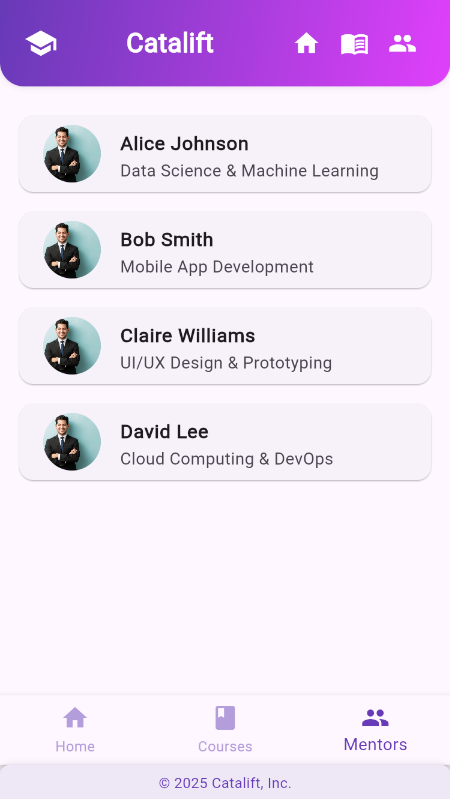 Catalift
Alice Johnson
Data Science & Machine Learning
Bob Smith
Mobile App Development
Claire Williams
UI/UX Design & Prototyping
David Lee
Cloud Computing & DevOps
Home
Courses
Mentors
© 2025 Catalift, Inc.